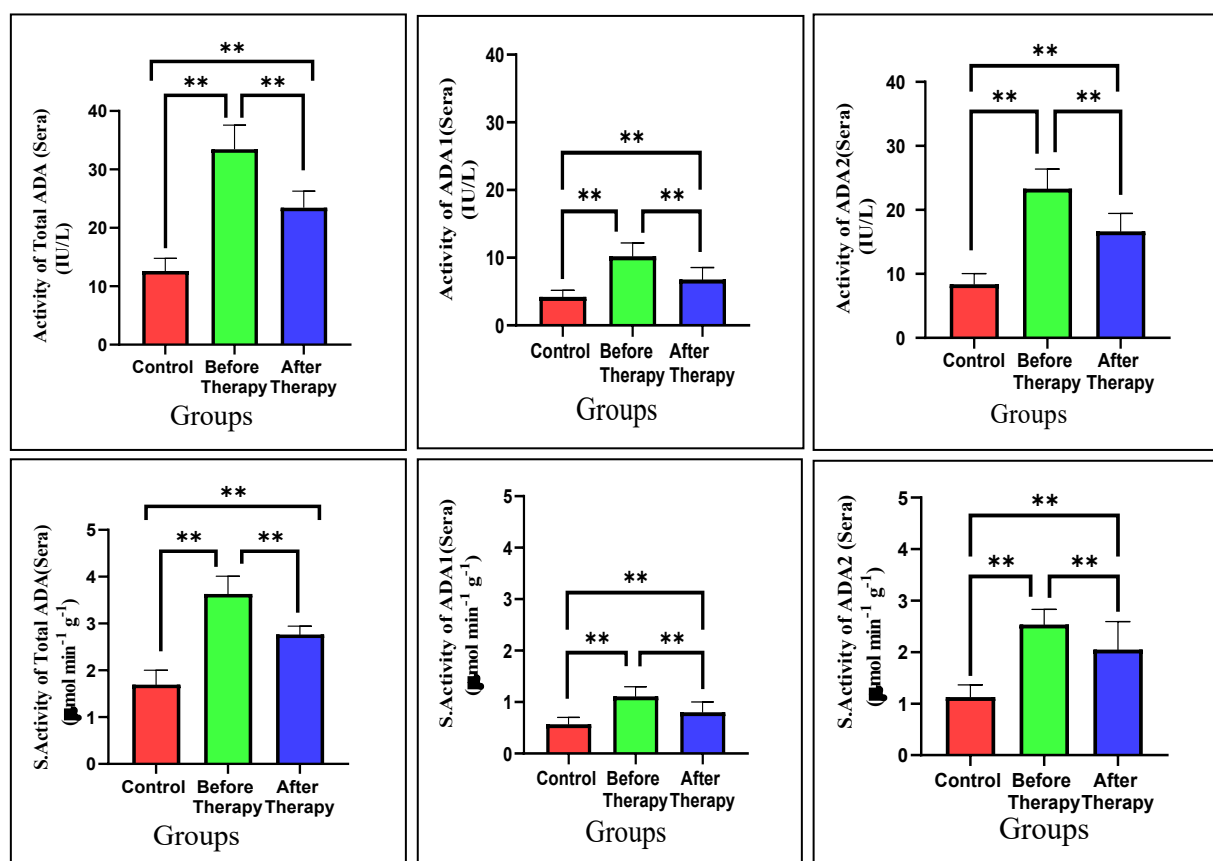 **
**
**
Activity of Total ADA (Sera)
(IU/L)
40
30
20
10
0
Control
Before
Therapy
After
Therapy
Groups
**
**
**
Activity of ADA1(Sera)
(IU/L)
40
30
20
10
0
Control
Before
Therapy
After
Therapy
Groups
**
**
**
Activity of ADA2(Sera)
(IU/L)
40
30
20
10
0
Control
Before
Therapy
After
Therapy
Groups
**
**
**
S.Activity of Total ADA(Sera)
mol min⁻¹ g⁻¹)
5
4
3
2
1
0
Control
Before
Therapy
After
Therapy
Groups
**
**
**
S.Activity of ADA1(Sera)
mol min⁻¹ g⁻¹)
5
4
3
2
1
0
Control
Before
Therapy
After
Therapy
Groups
**
**
**
S.Activity of ADA2 (Sera)
mol min⁻¹ g⁻¹)
5
4
3
2
1
0
Control
Before
Therapy
After
Therapy
Groups